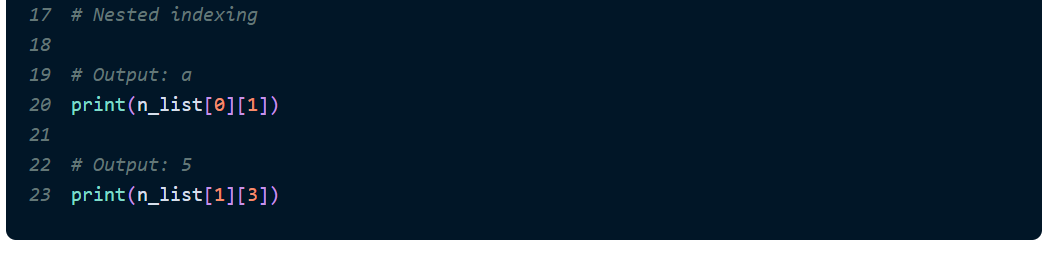 17 # Nested indexing
18
19 # Output: a
20 print(n_list[0][1])
21
22 # Output: 5
23 print(n_list[1][3])